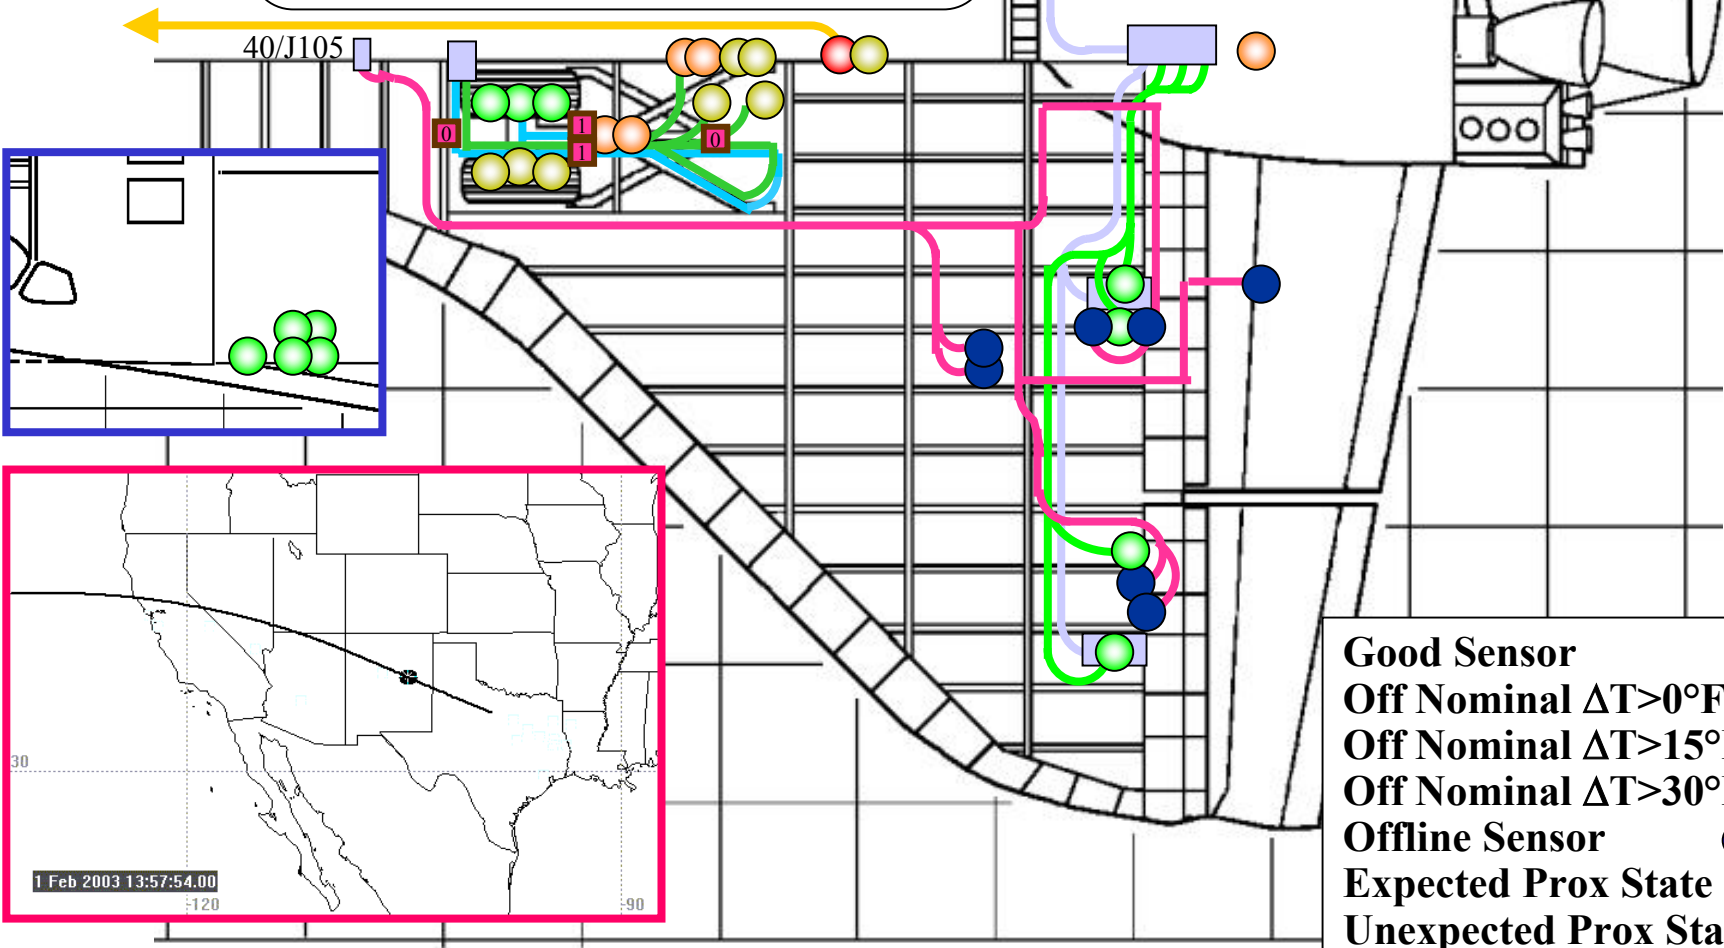 40/J105
0
1
1
0
30
1 Feb 2003 13:57:54.00
-120
-90
Good Sensor
Off Nominal ΔT>0°F
Off Nominal ΔT>15°
Off Nominal ΔT>30°
Offline Sensor
Expected Prox State
Unexpected Prox Sta